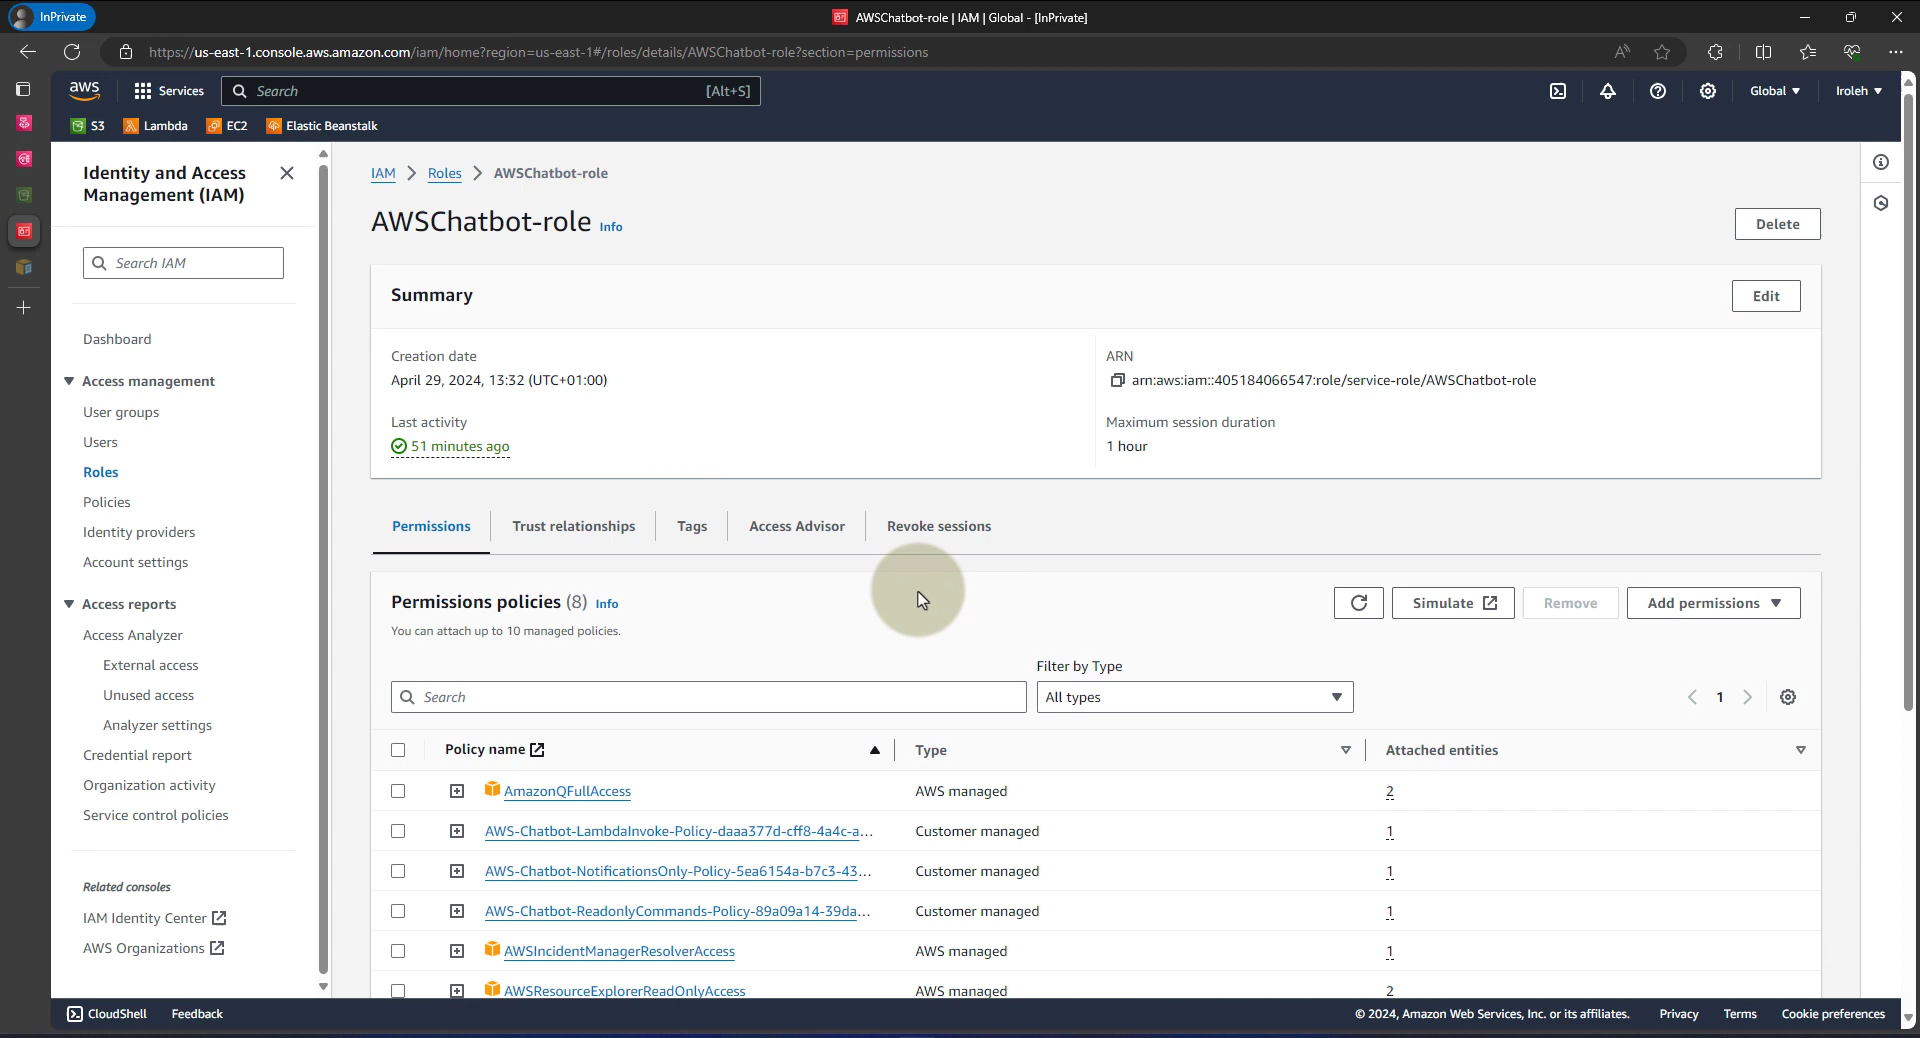 InPrivate
AWSChatbot-role | IAM | Global - [InPrivate]
https://us-east-1.console.aws.amazon.com/iam/home?region=us-east-1#/roles/details/AWSChatbot-role?section=permissions
aws
Services
Search
[Alt+S]
Global
Iroleh
S3
Lambda
EC2
Elastic Beanstalk
Identity and Access
Management (IAM)
Search IAM
Dashboard
Access management
User groups
Users
Roles
Policies
Identity providers
Account settings
Access reports
Access Analyzer
External access
Unused access
Analyzer settings
Credential report
Organization activity
Service control policies
Related consoles
IAM Identity Center
AWS Organizations
IAM
Roles
AWSChatbot-role
AWSChatbot-role Info
Delete
Summary
Edit
Creation date
April 29, 2024, 13:32 (UTC+01:00)
ARN
arn:aws:iam::405184066547:role/service-role/AWSChatbot-role
Last activity
51 minutes ago
Maximum session duration
1 hour
Permissions
Trust relationships
Tags
Access Advisor
Revoke sessions
Permissions policies (8) Info
You can attach up to 10 managed policies.
Simulate
Remove
Add permissions
Filter by Type
Search
All types
1
Policy name
Type
Attached entities
AmazonQFullAccess
AWS managed
2
AWS-Chatbot-LambdaInvoke-Policy-daaa377d-cff8-4a4c-a...
Customer managed
1
AWS-Chatbot-NotificationsOnly-Policy-5ea6154a-b7c3-43...
Customer managed
1
AWS-Chatbot-ReadonlyCommands-Policy-89a09a14-39da...
Customer managed
1
AWSIncidentManagerResolverAccess
AWS managed
1
AWSResourceExplorerReadOnlyAccess
AWS managed
2
CloudShell
Feedback
© 2024, Amazon Web Services, Inc. or its affiliates.
Privacy
Terms
Cookie preferences